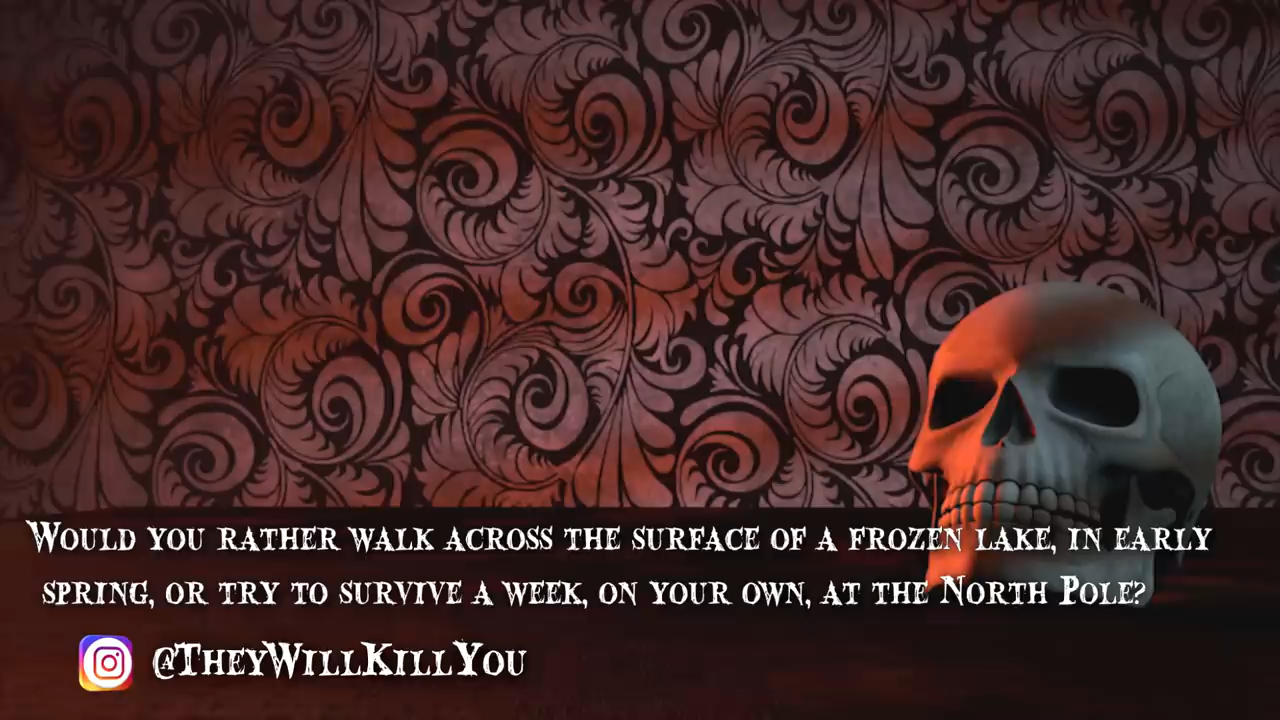 Would you rather walk across the surface of a frozen lake, in early
spring, or try to survive a week, on your own, at the North Pole?
@TheyWillKillYou